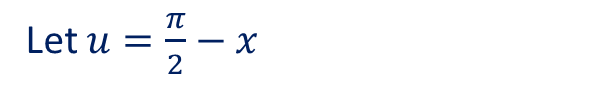 Let u = π/2 − x